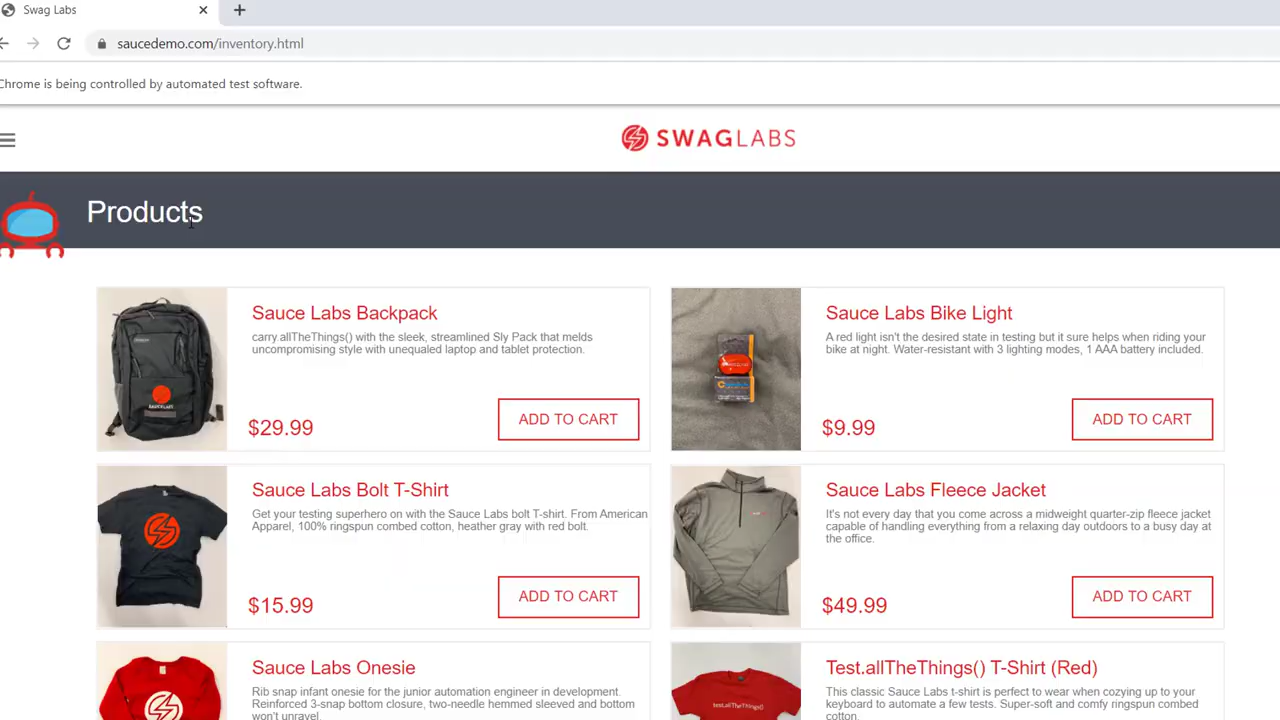 Swag Labs
saucedemo.com/inventory.html
Chrome is being controlled by automated test software.
SWAGLABS
Products
Sauce Labs Backpack
carry.allTheThings() with the sleek, streamlined Sly Pack that melds
uncompromising style with unequaled laptop and tablet protection.
$29.99
ADD TO CART
Sauce Labs Bike Light
A red light isn't the desired state in testing but it sure helps when riding your
bike at night. Water-resistant with 3 lighting modes, 1 AAA battery included.
$9.99
ADD TO CART
Sauce Labs Bolt T-Shirt
Get your testing superhero on with the Sauce Labs bolt T-shirt. From American
Apparel, 100% ringspun combed cotton, heather gray with red bolt.
$15.99
ADD TO CART
Sauce Labs Fleece Jacket
It's not every day that you come across a midweight quarter-zip fleece jacket
capable of handling everything from a relaxing day outdoors to a busy day at
the office.
$49.99
ADD TO CART
Sauce Labs Onesie
Rib snap infant onesie for the junior automation engineer in development.
Reinforced 3-snap bottom closure, two-needle hemmed sleeved and bottom
won't unravel.
Test.allTheThings() T-Shirt (Red)
This classic Sauce Labs t-shirt is perfect to wear when cozying up to your
keyboard to automate a few tests. Super-soft and comfy ringspun combed
cotton.